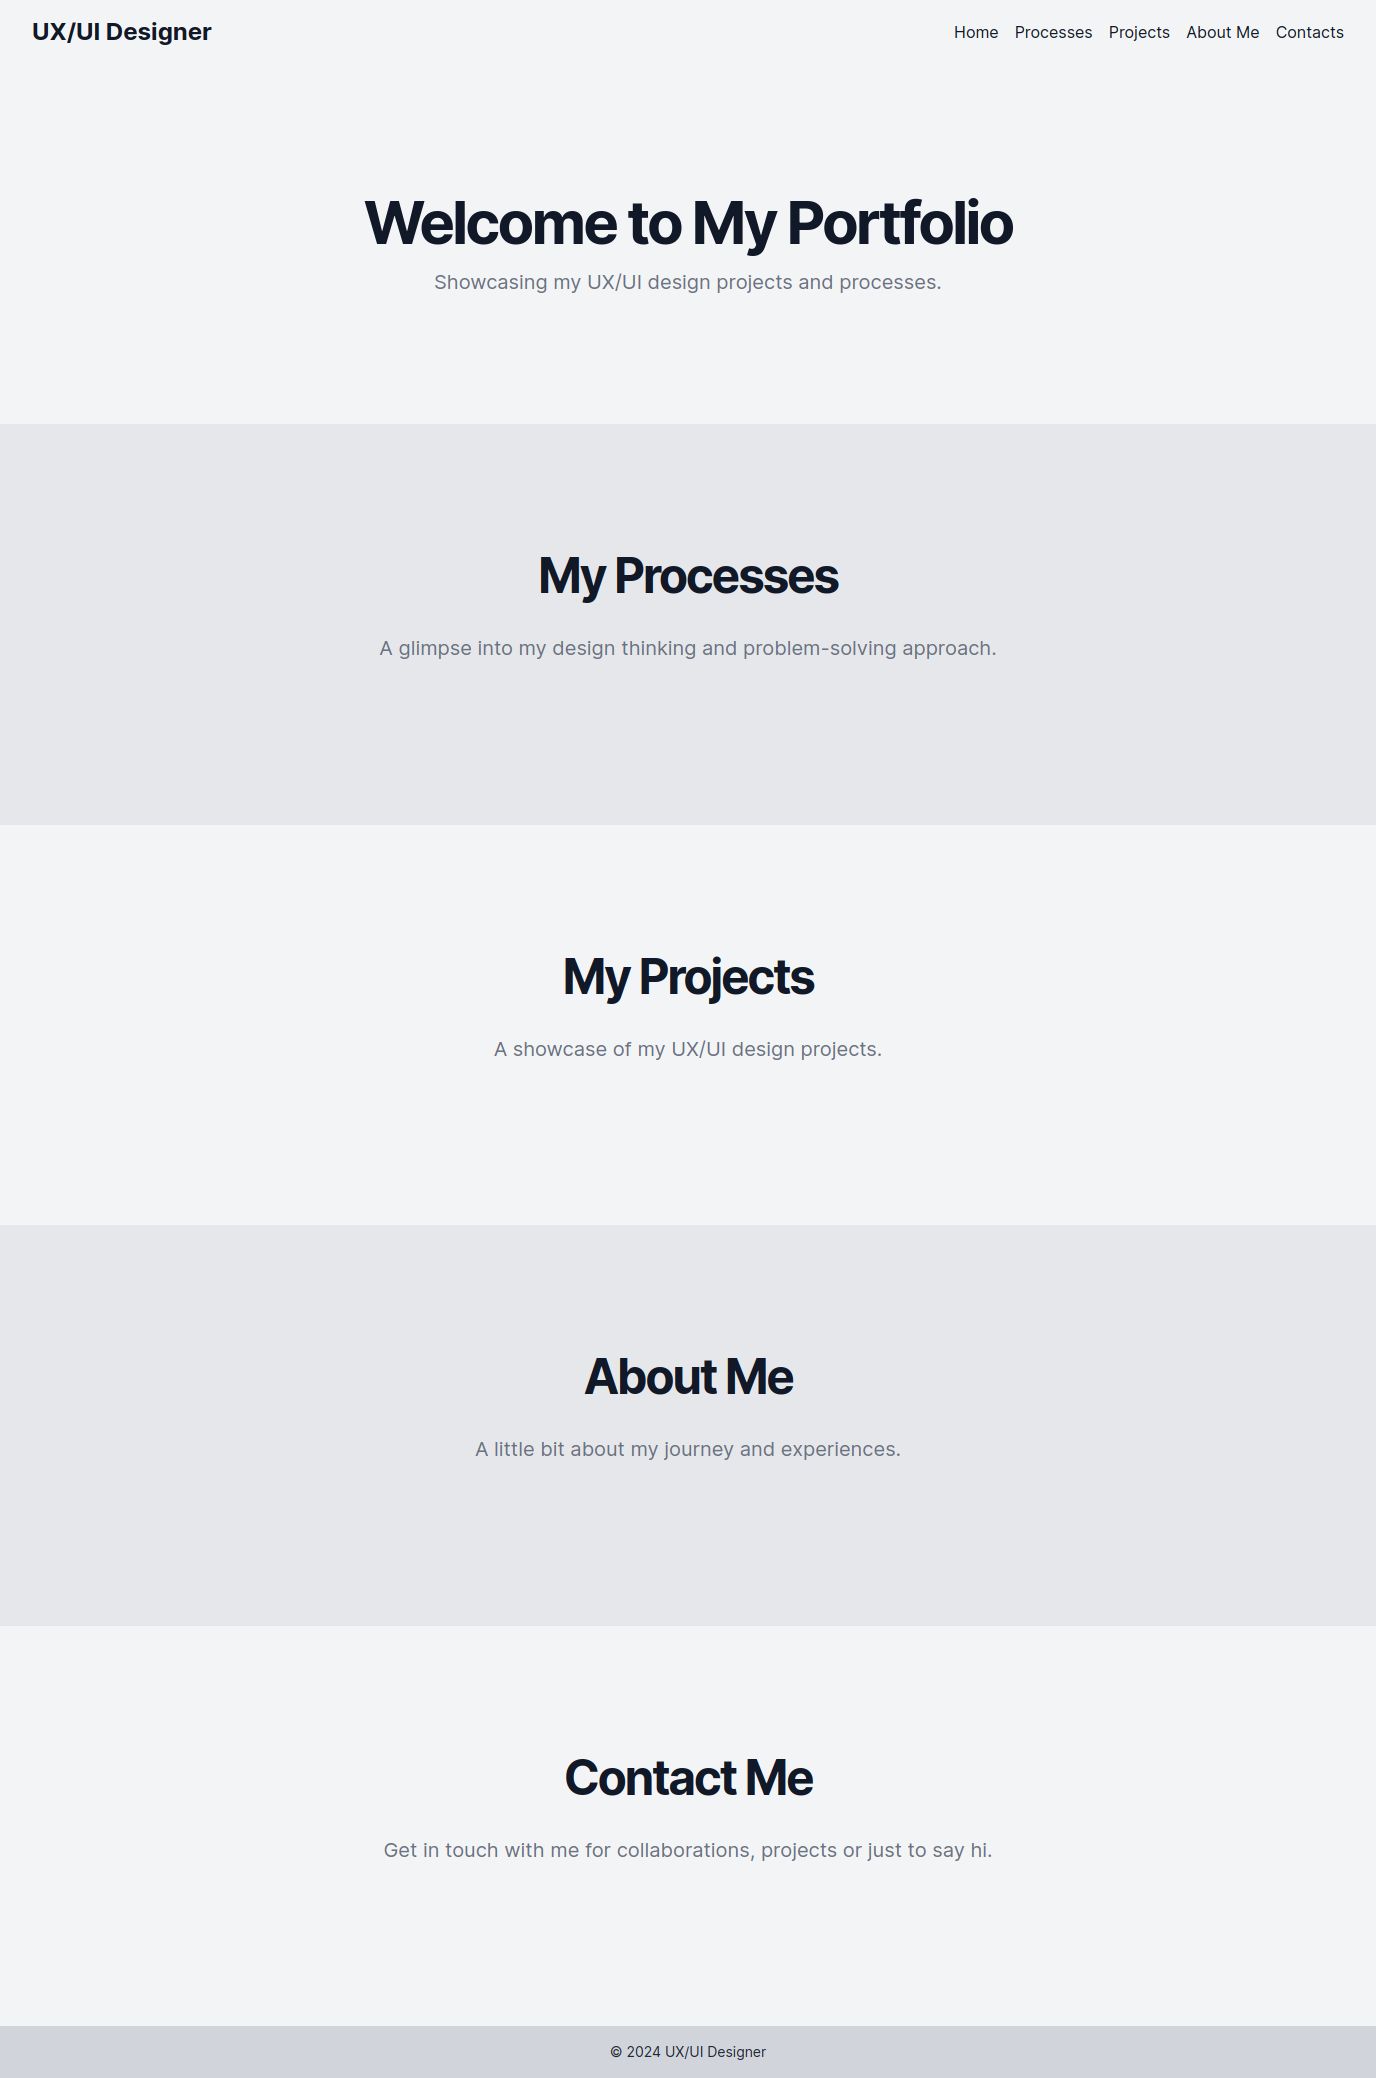 UX/UI Designer
Home Processes Projects About Me Contacts
Welcome to My Portfolio
Showcasing my UX/UI design projects and processes.
My Processes
A glimpse into my design thinking and problem-solving approach.
My Projects
A showcase of my UX/UI design projects.
About Me
A little bit about my journey and experiences.
Contact Me
Get in touch with me for collaborations, projects or just to say hi.
© 2024 UX/UI Designer